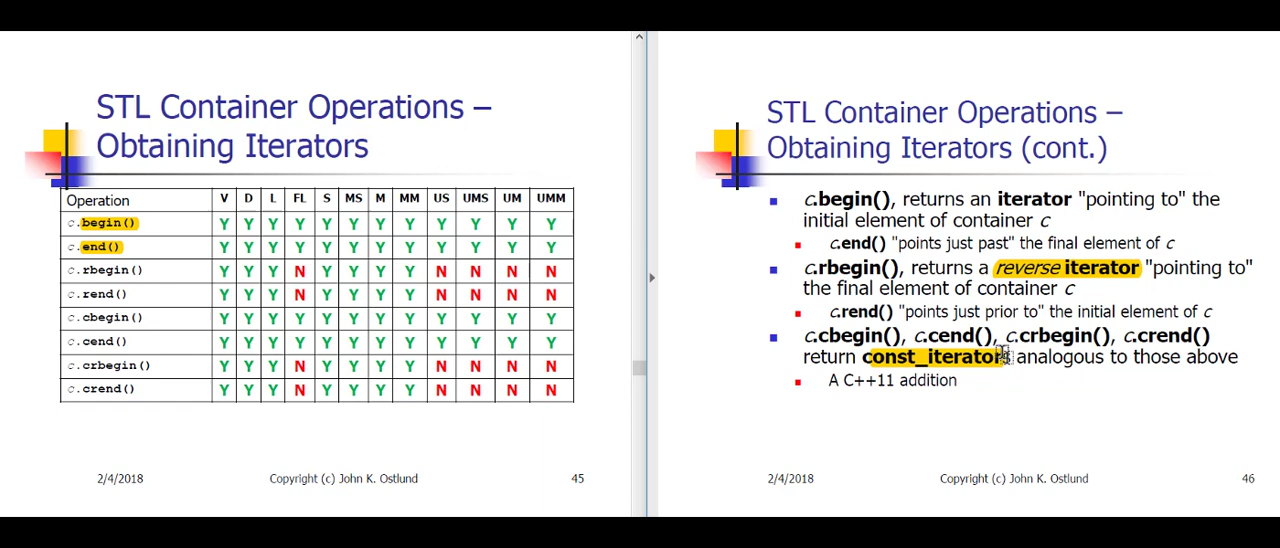 STL Container Operations –
Obtaining Iterators
Operation V D L FL S MS M MM US UMS UM UMM
c.begin() Y Y Y Y Y Y Y Y Y Y Y Y
c.end() Y Y Y Y Y Y Y Y Y Y Y Y
c.rbegin() Y Y Y N Y Y Y Y N N N N
c.rend() Y Y Y N Y Y Y Y N N N N
c.cbegin() Y Y Y Y Y Y Y Y Y Y Y Y
c.cend() Y Y Y Y Y Y Y Y Y Y Y Y
c.crbegin() Y Y Y N Y Y Y Y N N N N
c.crend() Y Y Y N Y Y Y Y N N N N
2/4/2018 Copyright (c) John K. Ostlund 45
STL Container Operations –
Obtaining Iterators (cont.)
c.begin(), returns an iterator "pointing to" the
initial element of container c
c.end() "points just past" the final element of c
c.rbegin(), returns a reverse iterator "pointing to"
the final element of container c
c.rend() "points just prior to" the initial element of c
c.cbegin(), c.cend(), c.crbegin(), c.crend()
return const_iterators analogous to those above
A C++11 addition
2/4/2018 Copyright (c) John K. Ostlund 46